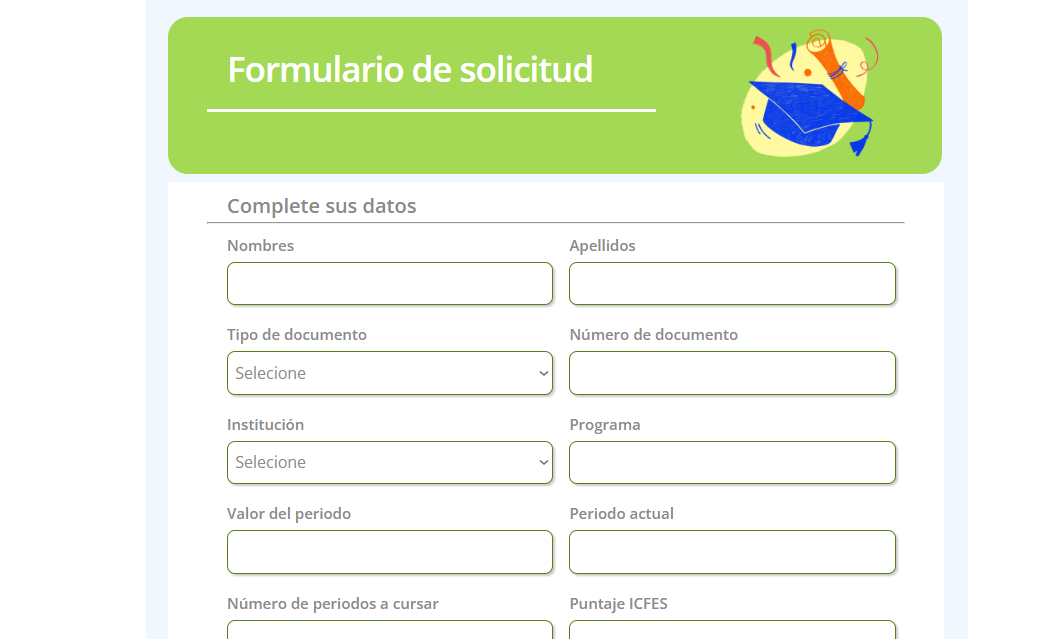 Formulario de solicitud
Complete sus datos
Nombres
Apellidos
Tipo de documento
Número de documento
Selecione
Institución
Programa
Selecione
Valor del periodo
Periodo actual
Número de periodos a cursar
Puntaje ICFES